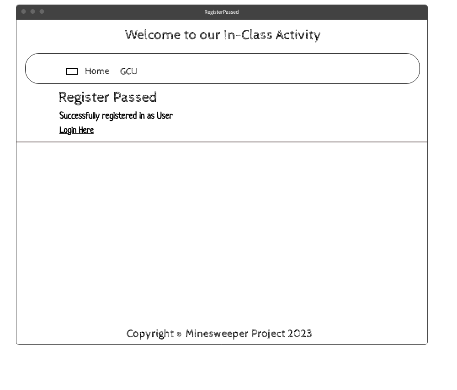 RegisterPassed
Welcome to our In-Class Activity
Home GCU
Register Passed
Successfully registered in as User
Login Here
Copyright © Minesweeper Project 2023